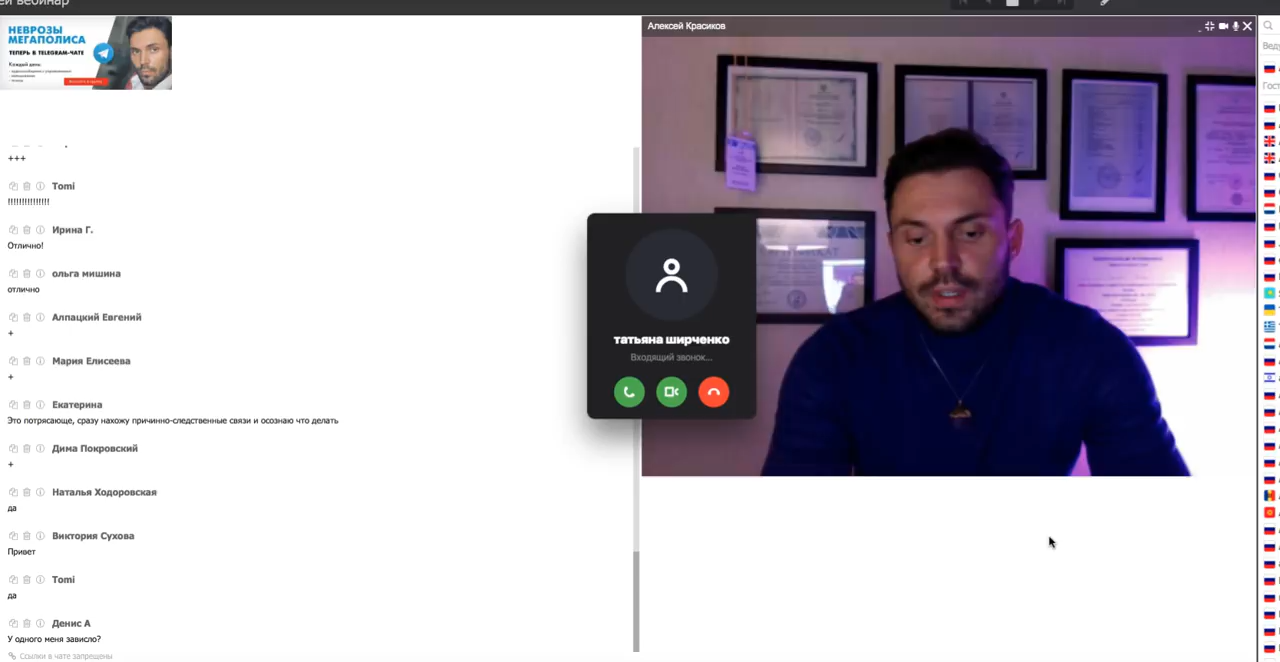 ей вебинар
НЕВРОЗЫ
МЕГАПОЛИСА
ТЕПЕРЬ В TELEGRAM-ЧАТЕ
Каждый день:
+++
Tomi
!!!!!!!!!!!!!!!
Ирина Г.
Отлично!
ольга мишина
отлично
Алпацкий Евгений
+
Мария Елисеева
+
Екатерина
Это потрясающе, сразу нахожу причинно-следственные связи и осознаю что делать
Дима Покровский
+
Наталья Ходоровская
да
Виктория Сухова
Привет
Tomi
да
Денис А
У одного меня зависло?
Ссылки в чате запрещены
татьяна ширченко
Входящий звонок...
Алексей Красиков
Вед
Гост